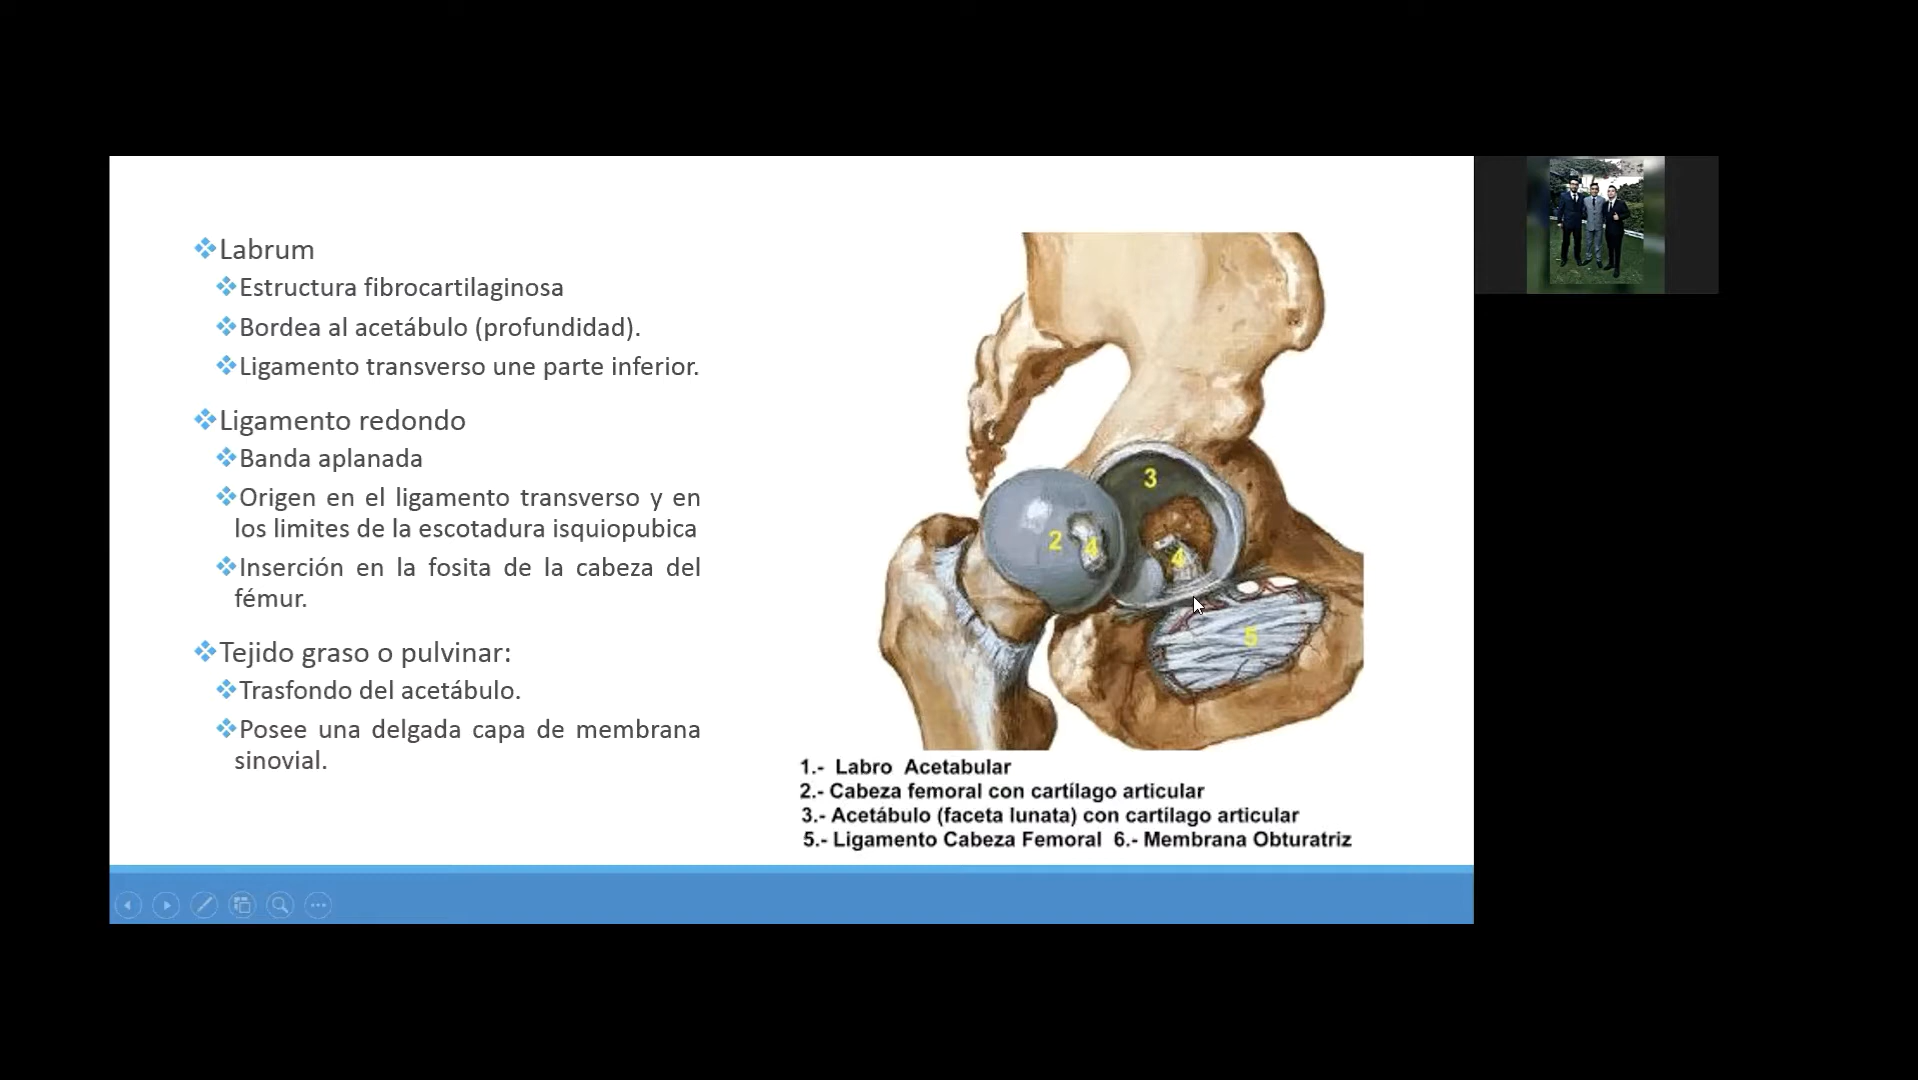 Labrum
Estructura fibrocartilaginosa
Bordea al acetábulo (profundidad).
Ligamento transverso une parte inferior.
Ligamento redondo
Banda aplanada
Origen en el ligamento transverso y en
los limites de la escotadura isquiopubica
Inserción en la fosita de la cabeza del
fémur.
Tejido graso o pulvinar:
Trasfondo del acetábulo.
Posee una delgada capa de membrana
sinovial.
3
2
4
4
5
1.- Labro Acetabular
2.- Cabeza femoral con cartílago articular
3.- Acetábulo (faceta lunata) con cartílago articular
5.- Ligamento Cabeza Femoral 6.- Membrana Obturatriz